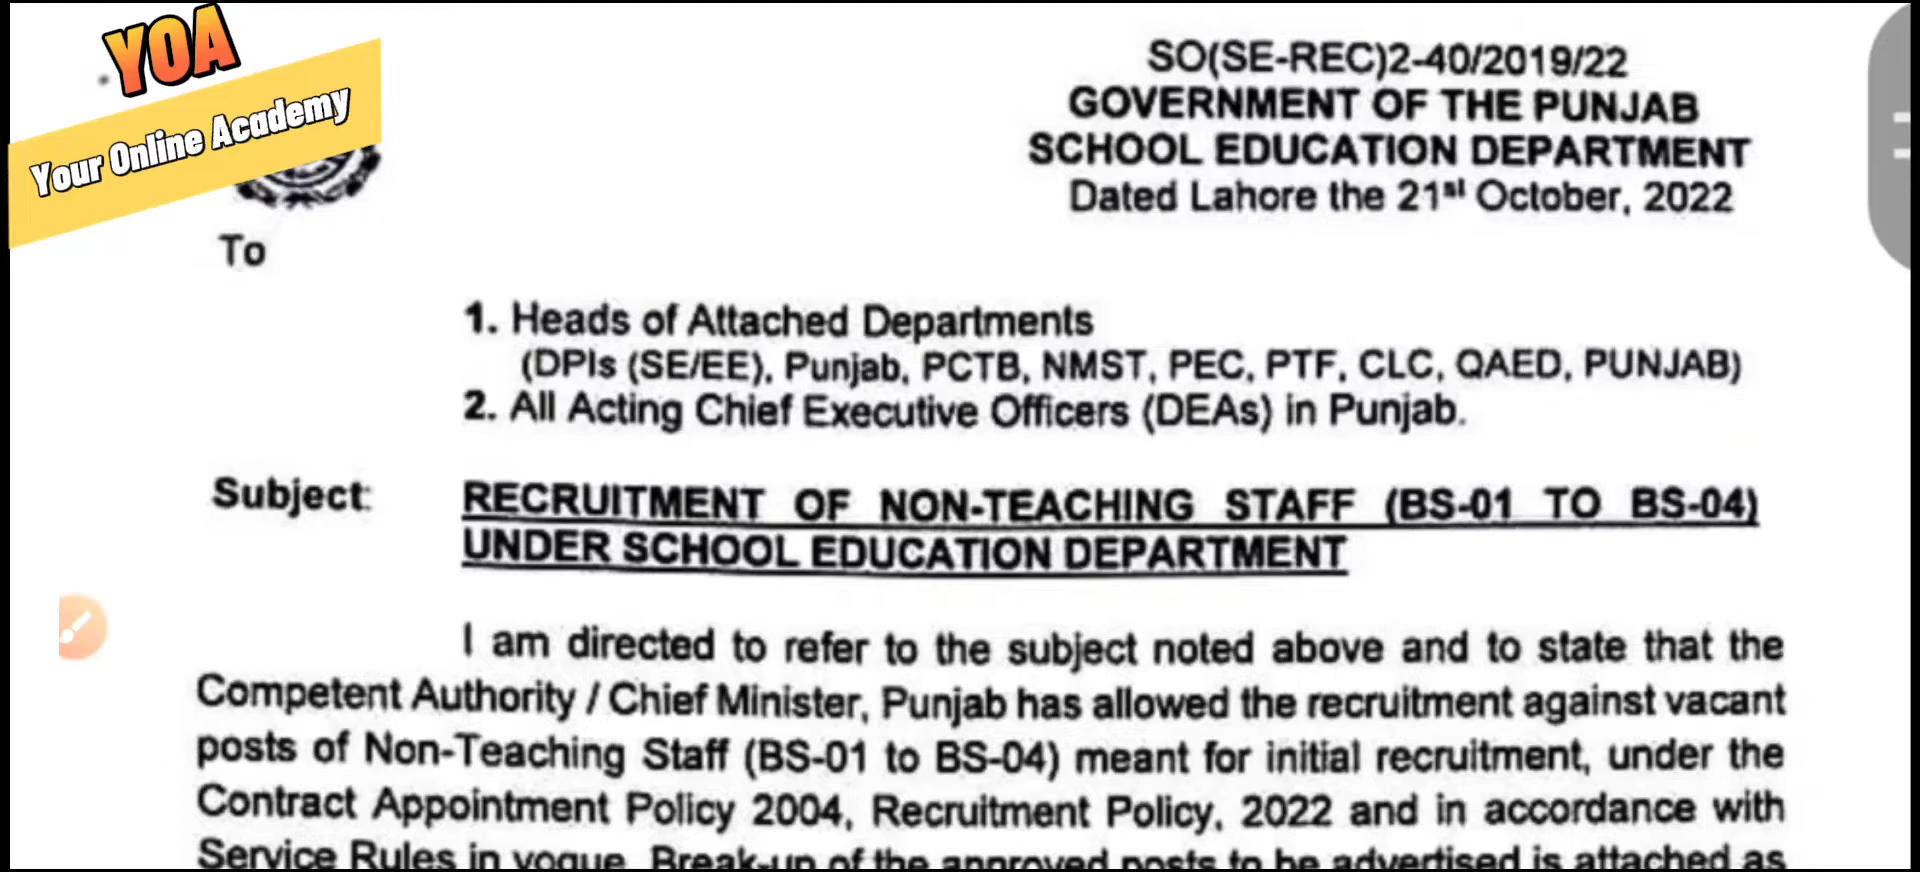 YOA
Your Online Academy
SO(SE-REC)2-40/2019/22
GOVERNMENT OF THE PUNJAB
SCHOOL EDUCATION DEPARTMENT
Dated Lahore the 21st October, 2022
To
1. Heads of Attached Departments
(DPIs (SE/EE), Punjab, PCTB, NMST, PEC, PTF, CLC, QAED, PUNJAB)
2. All Acting Chief Executive Officers (DEAs) in Punjab.
Subject: RECRUITMENT OF NON-TEACHING STAFF (BS-01 TO BS-04)
UNDER SCHOOL EDUCATION DEPARTMENT
I am directed to refer to the subject noted above and to state that the
Competent Authority / Chief Minister, Punjab has allowed the recruitment against vacant
posts of Non-Teaching Staff (BS-01 to BS-04) meant for initial recruitment, under the
Contract Appointment Policy 2004, Recruitment Policy, 2022 and in accordance with
Service Rules in vogue. Break-up of the approved posts to be advertised is attached as